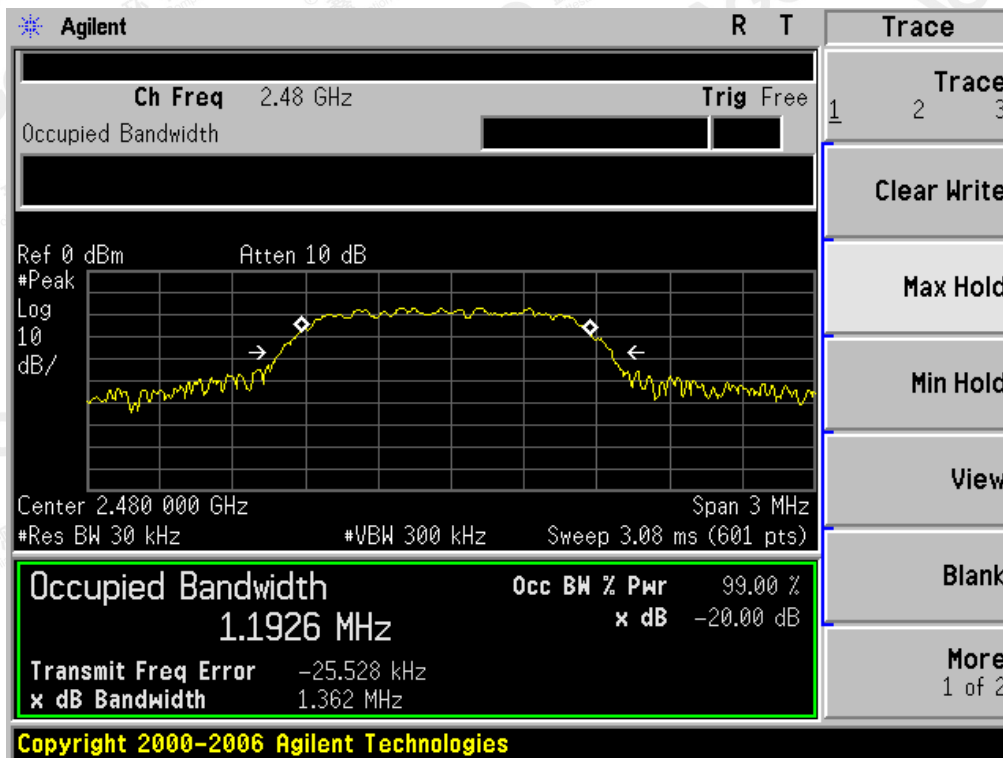 Agilent R T Trace
Ch Freq 2.48 GHz Trig Free
Occupied Bandwidth
Trace
1 2 3
Clear Write
Max Hold
Min Hold
View
Blank
More
1 of 2
Ref 0 dBm Atten 10 dB
#Peak
Log
10
dB/
Center 2.480 000 GHz Span 3 MHz
#Res BW 30 kHz #VBW 300 kHz Sweep 3.08 ms (601 pts)
Occupied Bandwidth Occ BW % Pwr 99.00 %
1.1926 MHz x dB -20.00 dB
Transmit Freq Error -25.528 kHz
x dB Bandwidth 1.362 MHz
Copyright 2000-2006 Agilent Technologies